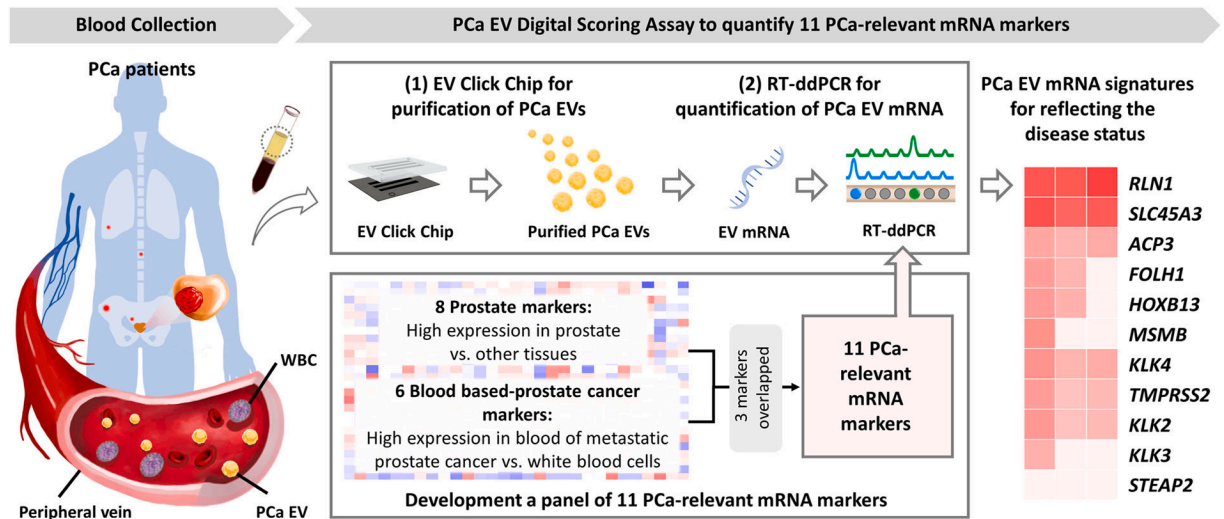 Blood Collection
PCa EV Digital Scoring Assay to quantify 11 PCa-relevant mRNA markers
PCa patients
WBC
Peripheral vein
PCa EV
(1) EV Click Chip for
purification of PCa EVs
(2) RT-ddPCR for
quantification of PCa EV mRNA
EV Click Chip
Purified PCa EVs
EV mRNA
RT-ddPCR
8 Prostate markers:
High expression in prostate
vs. other tissues
6 Blood based-prostate cancer
markers:
High expression in blood of metastatic
prostate cancer vs. white blood cells
3 markers
overlapped
11 PCa-
relevant
mRNA
markers
Development a panel of 11 PCa-relevant mRNA markers
PCa EV mRNA signatures
for reflecting the
disease status
RLN1
SLC45A3
ACP3
FOLH1
HOXB13
MSMB
KLK4
TMPRSS2
KLK2
KLK3
STEAP2